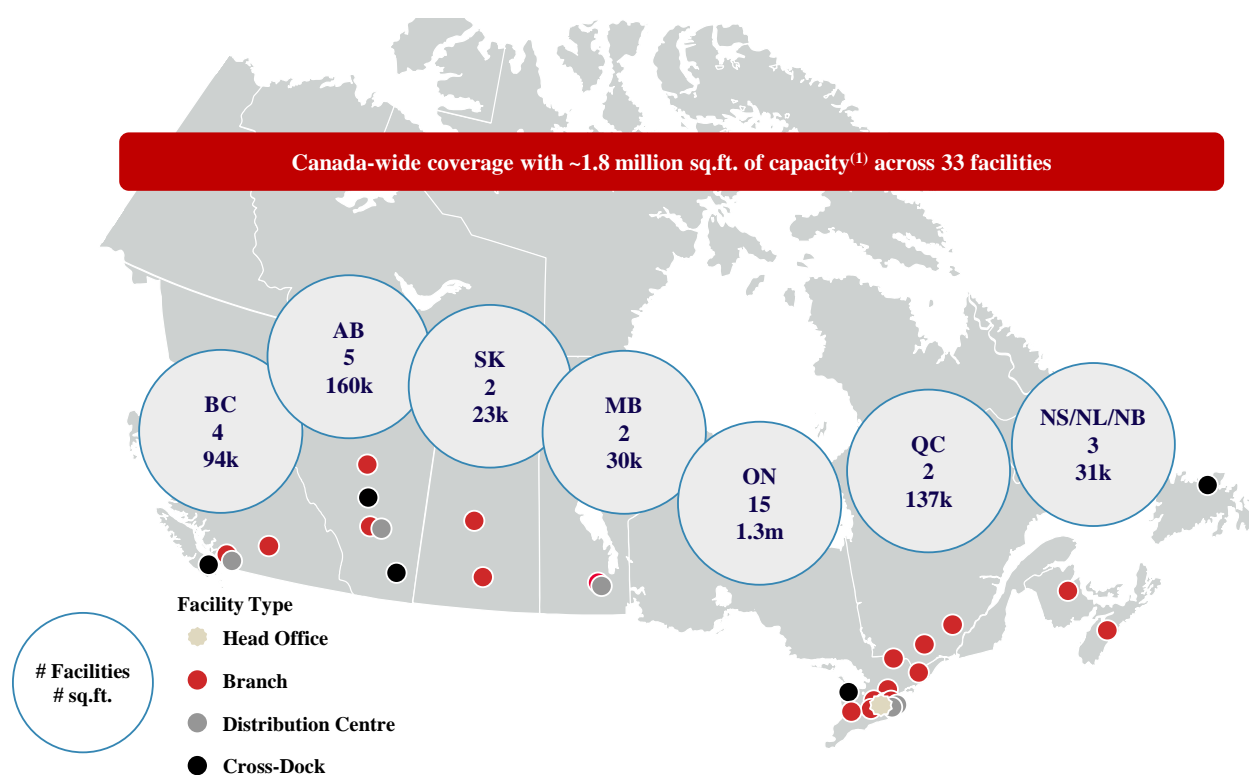 Canada-wide coverage with ~1.8 million sq.ft. of capacity(1) across 33 facilities
AB
5
160k
SK
2
23k
BC
4
94k
MB
2
30k
ON
15
1.3m
QC
2
137k
NS/NL/NB
3
31k
Facility Type
Head Office
Branch
Distribution Centre
Cross-Dock
# Facilities
# sq.ft.